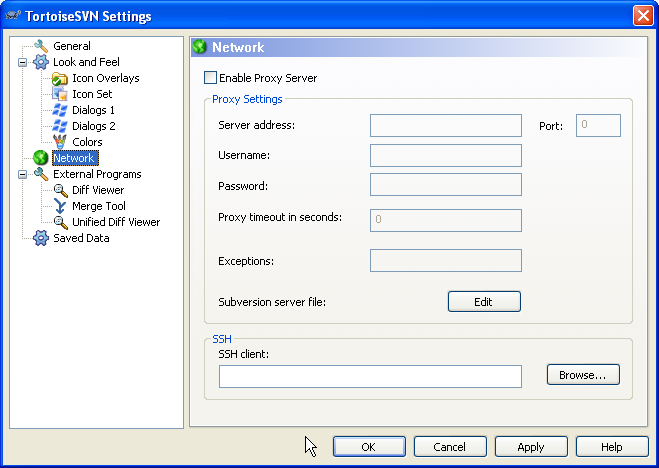 TortoiseSVN Settings
General
Look and Feel
Icon Overlays
Icon Set
Dialogs 1
Dialogs 2
Colors
Network
External Programs
Diff Viewer
Merge Tool
Unified Diff Viewer
Saved Data
Network
Enable Proxy Server
Proxy Settings
Server address:
Port: 0
Username:
Password:
Proxy timeout in seconds: 0
Exceptions:
Subversion server file: Edit
SSH
SSH client:
Browse...
OK Cancel Apply Help